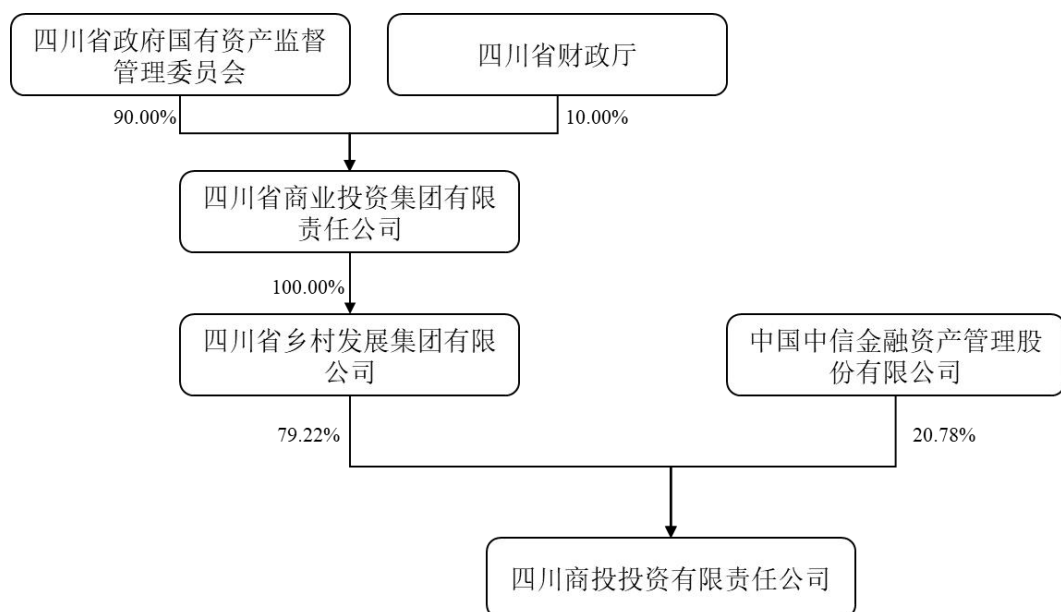 四川省政府国有资产监督
管理委员会
四川省财政厅
90.00%
10.00%
四川省商业投资集团有限
责任公司
100.00%
四川省乡村发展集团有限
公司
中国中信金融资产管理股
份有限公司
79.22%
20.78%
四川商投投资有限责任公司